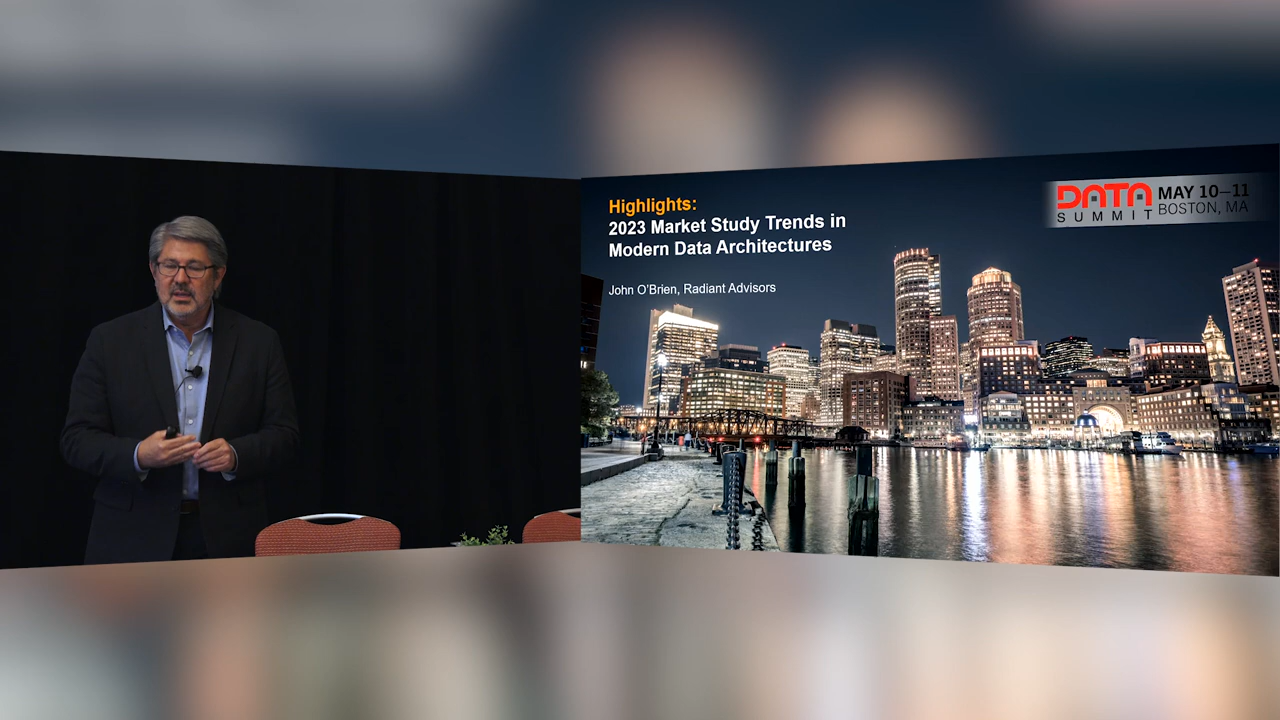 Highlights:
2023 Market Study Trends in
Modern Data Architectures
John O'Brien, Radiant Advisors
DATA
SUMMIT
MAY 10–11
BOSTON, MA